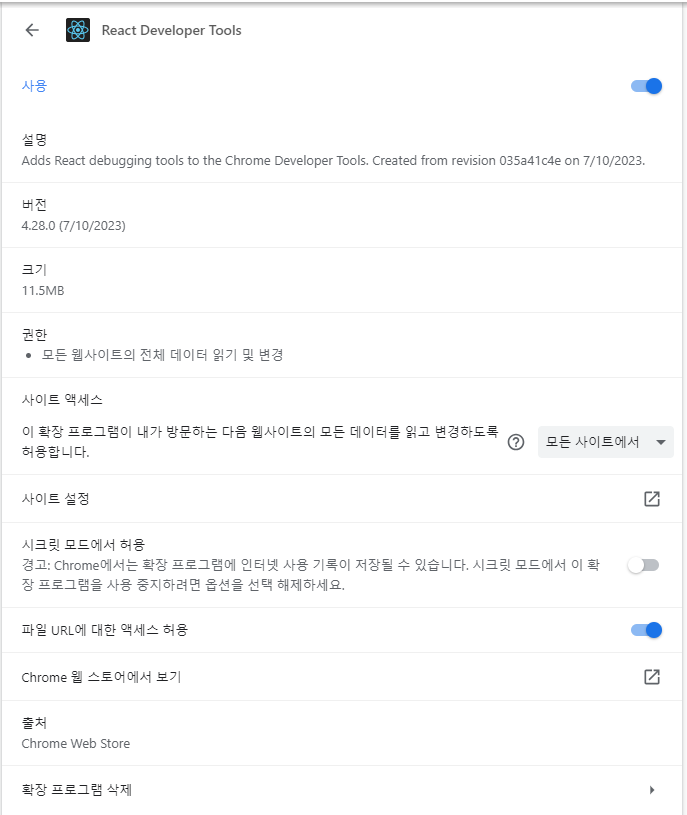 React Developer Tools
사용
설명
Adds React debugging tools to the Chrome Developer Tools. Created from revision 035a41c4e on 7/10/2023.
버전
4.28.0 (7/10/2023)
크기
11.5MB
권한
• 모든 웹사이트의 전체 데이터 읽기 및 변경
사이트 액세스
이 확장 프로그램이 내가 방문하는 다음 웹사이트의 모든 데이터를 읽고 변경하도록
허용합니다.
모든 사이트에서
사이트 설정
시크릿 모드에서 허용
경고: Chrome에서는 확장 프로그램에 인터넷 사용 기록이 저장될 수 있습니다. 시크릿 모드에서 이 확
장 프로그램을 사용 중지하려면 옵션을 선택 해제하세요.
파일 URL에 대한 액세스 허용
Chrome 웹 스토어에서 보기
출처
Chrome Web Store
확장 프로그램 삭제